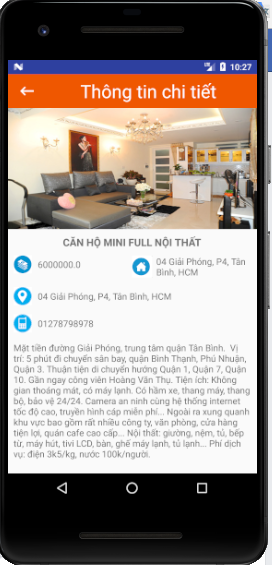 10:27
Thông tin chi tiết
CĂN HỘ MINI FULL NỘI THẤT
6000000.0
04 Giải Phóng, P4, Tân
Bình, HCM
04 Giải Phóng, P4, Tân Bình, HCM
01278798978
Mặt tiền đường Giải Phóng, trung tâm quận Tân Bình. Vị
trí: 5 phút đi chuyển sân bay, quận Bình Thạnh, Phú Nhuận,
Quận 3. Thuận tiện di chuyển hướng Quận 1, Quận 7, Quận
10. Gần ngay công viên Hoàng Văn Thụ. Tiện ích: Không
gian thoáng mát, có máy lạnh. Có hầm xe, thang máy, thang
bộ, bảo vệ 24/24. Camera an ninh cùng hệ thống internet
tốc độ cao, truyền hình cáp miễn phí... Ngoài ra xung quanh
khu vực bao gồm rất nhiều công ty, văn phòng, cửa hàng
tiện lợi, quán cafe cao cấp... Nội thất: giường, nệm, tủ, bếp
từ, máy hút, tivi LCD, bàn, ghế máy lạnh, tủ lạnh... Phí dịch
vụ: điện 3k5/kg, nước 100k/người.